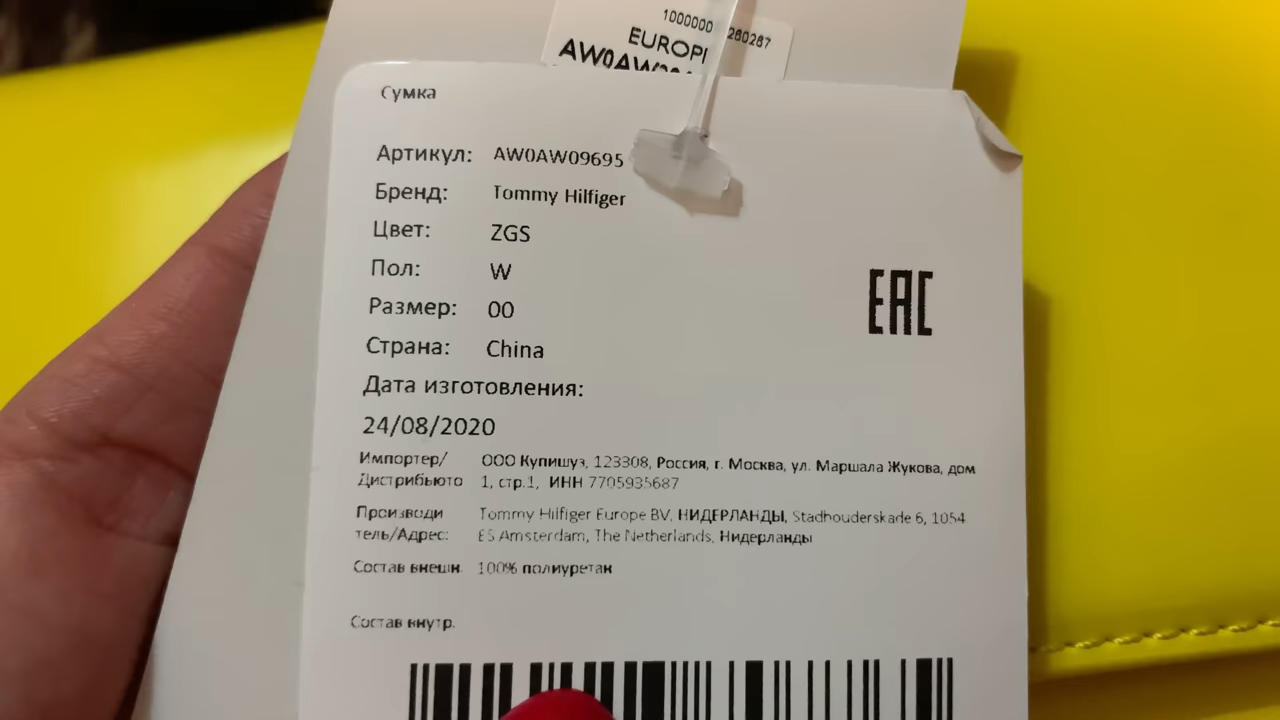 1000000 280287
EUROPE
Сумка
Артикул: AW0AW09695
Бренд: Tommy Hilfiger
Цвет: ZGS
Пол: W
Размер: 00
Страна: China
Дата изготовления:
24/08/2020
Импортер/ ООО Купишуз, 123308, Россия, г. Москва, ул. Маршала Жукова, дом
Дистрибьюто 1, стр.1, ИНН 7705935687
Производи Tommy Hilfiger Europe BV, НИДЕРЛАНДЫ, Stadhouderskade 6, 1054
тель/Адрес: ES Amsterdam, The Netherlands, Нидерланды
Состав внешн. 100% полиуретан
Состав внутр.
EAC